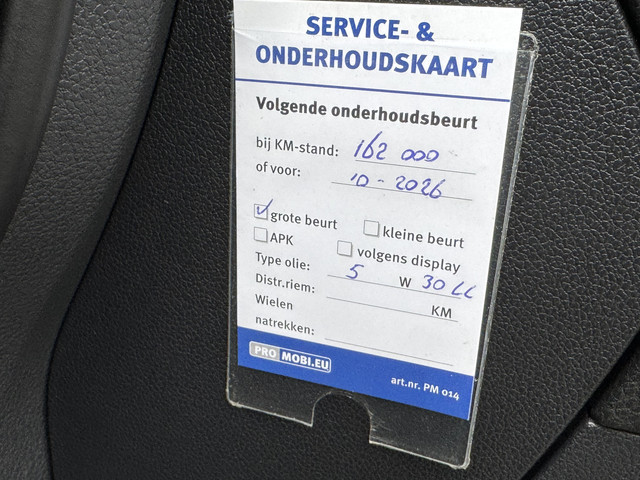 SERVICE- &
ONDERHOUDSKAART
Volgende onderhoudsbeurt
bij KM-stand: 162 000
of voor: 10 - 2026
grote beurt kleine beurt
APK volgens display
Type olie: 5 W 30 LL
Distr.riem: KM
Wielen
natrekken:
PRO MOBI.EU art.nr. PM 014